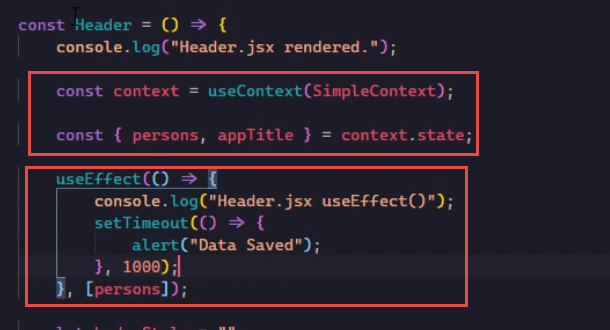 const Header = () => {
console.log("Header.jsx rendered.");
const context = useContext(SimpleContext);
const { persons, appTitle } = context.state;
useEffect(() => {
console.log("Header.jsx useEffect()");
setTimeout(() => {
alert("Data Saved");
}, 1000);
}, [persons]);